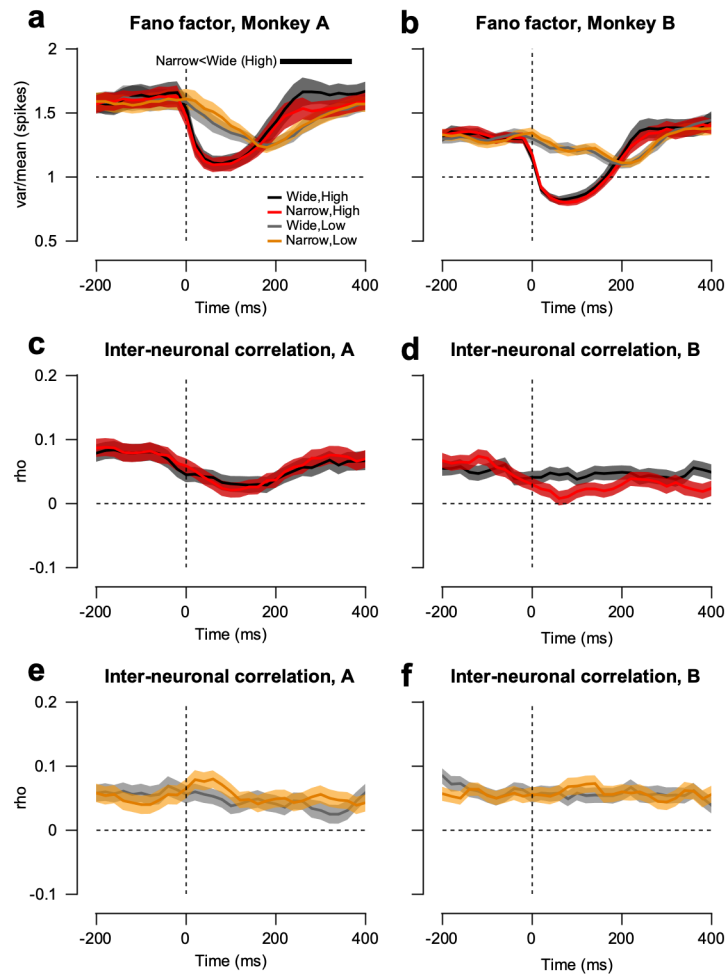 a
Fano factor, Monkey A
b
Fano factor, Monkey B
2
1.5
1
0.5
var/mean (spikes)
Narrow<Wide (High)
Wide,High
Narrow,High
Wide,Low
Narrow,Low
-200 0 200 400
Time (ms)
-200 0 200 400
Time (ms)
c
Inter-neuronal correlation, A
d
Inter-neuronal correlation, B
0.2
0.1
0
-0.1
rho
-200 0 200 400
Time (ms)
-200 0 200 400
Time (ms)
e
Inter-neuronal correlation, A
f
Inter-neuronal correlation, B
0.2
0.1
0
-0.1
rho
-200 0 200 400
Time (ms)
-200 0 200 400
Time (ms)